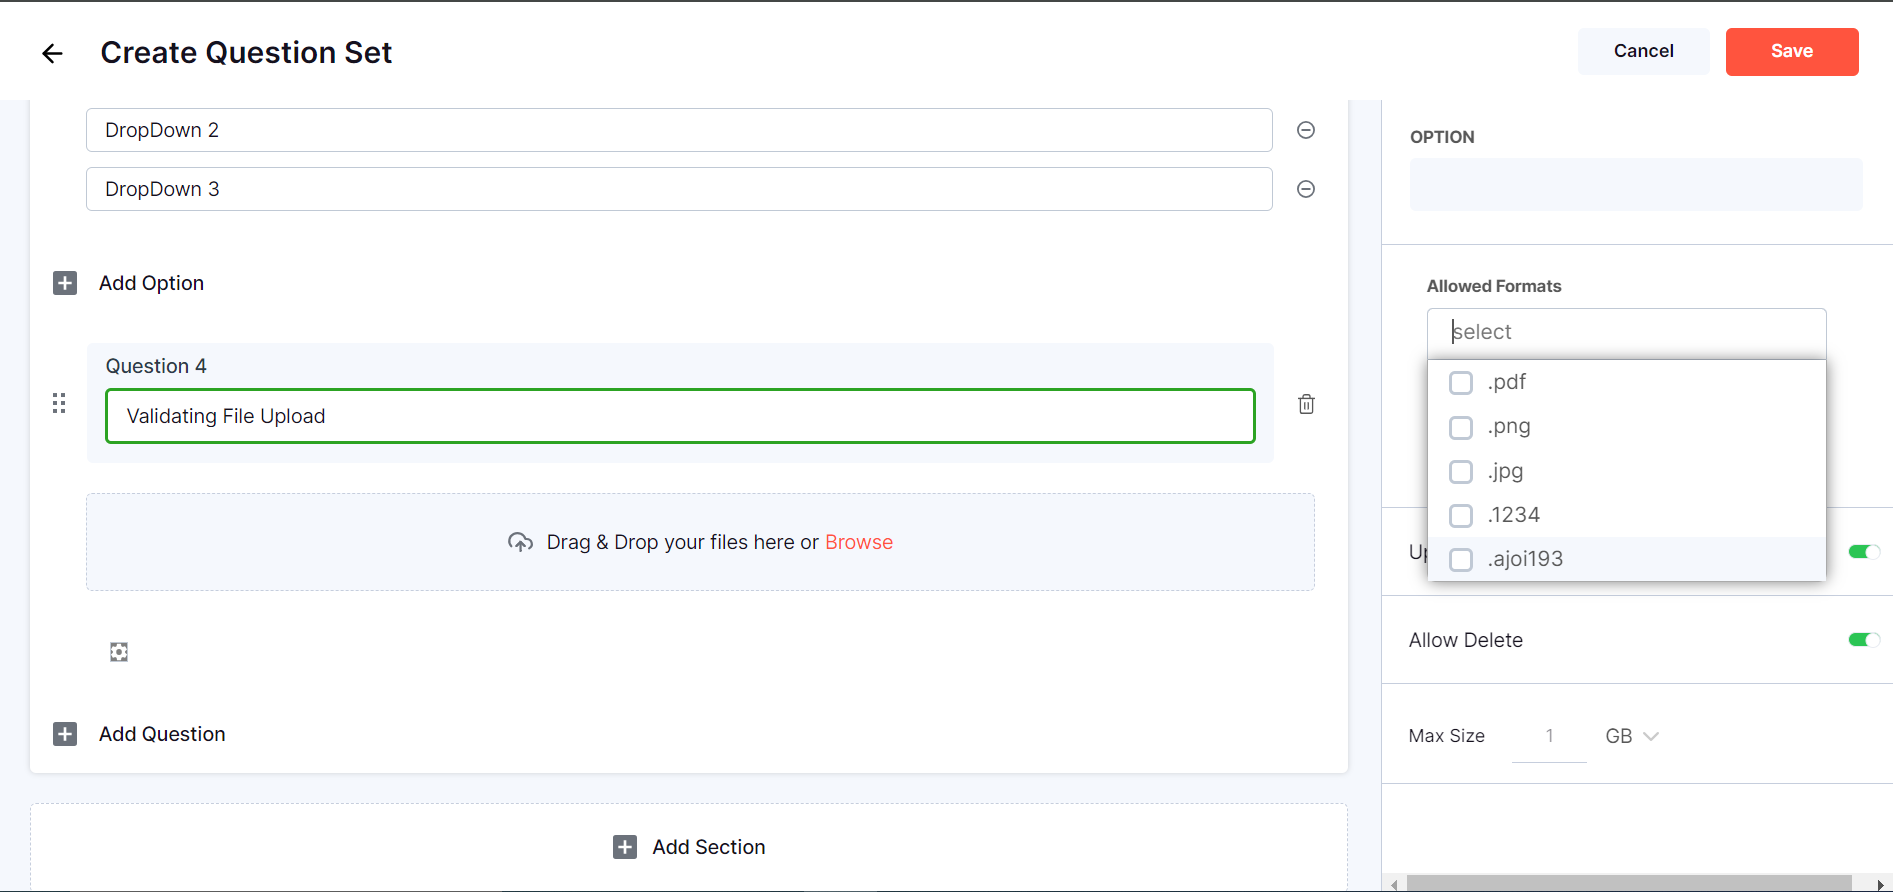 Create Question Set
Cancel
Save
DropDown 2
DropDown 3
Add Option
Question 4
Validating File Upload
Drag & Drop your files here or Browse
Add Question
Add Section
OPTION
Allowed Formats
select
.pdf
.png
.jpg
.1234
.ajoi193
Allow Delete
Max Size 1 GB